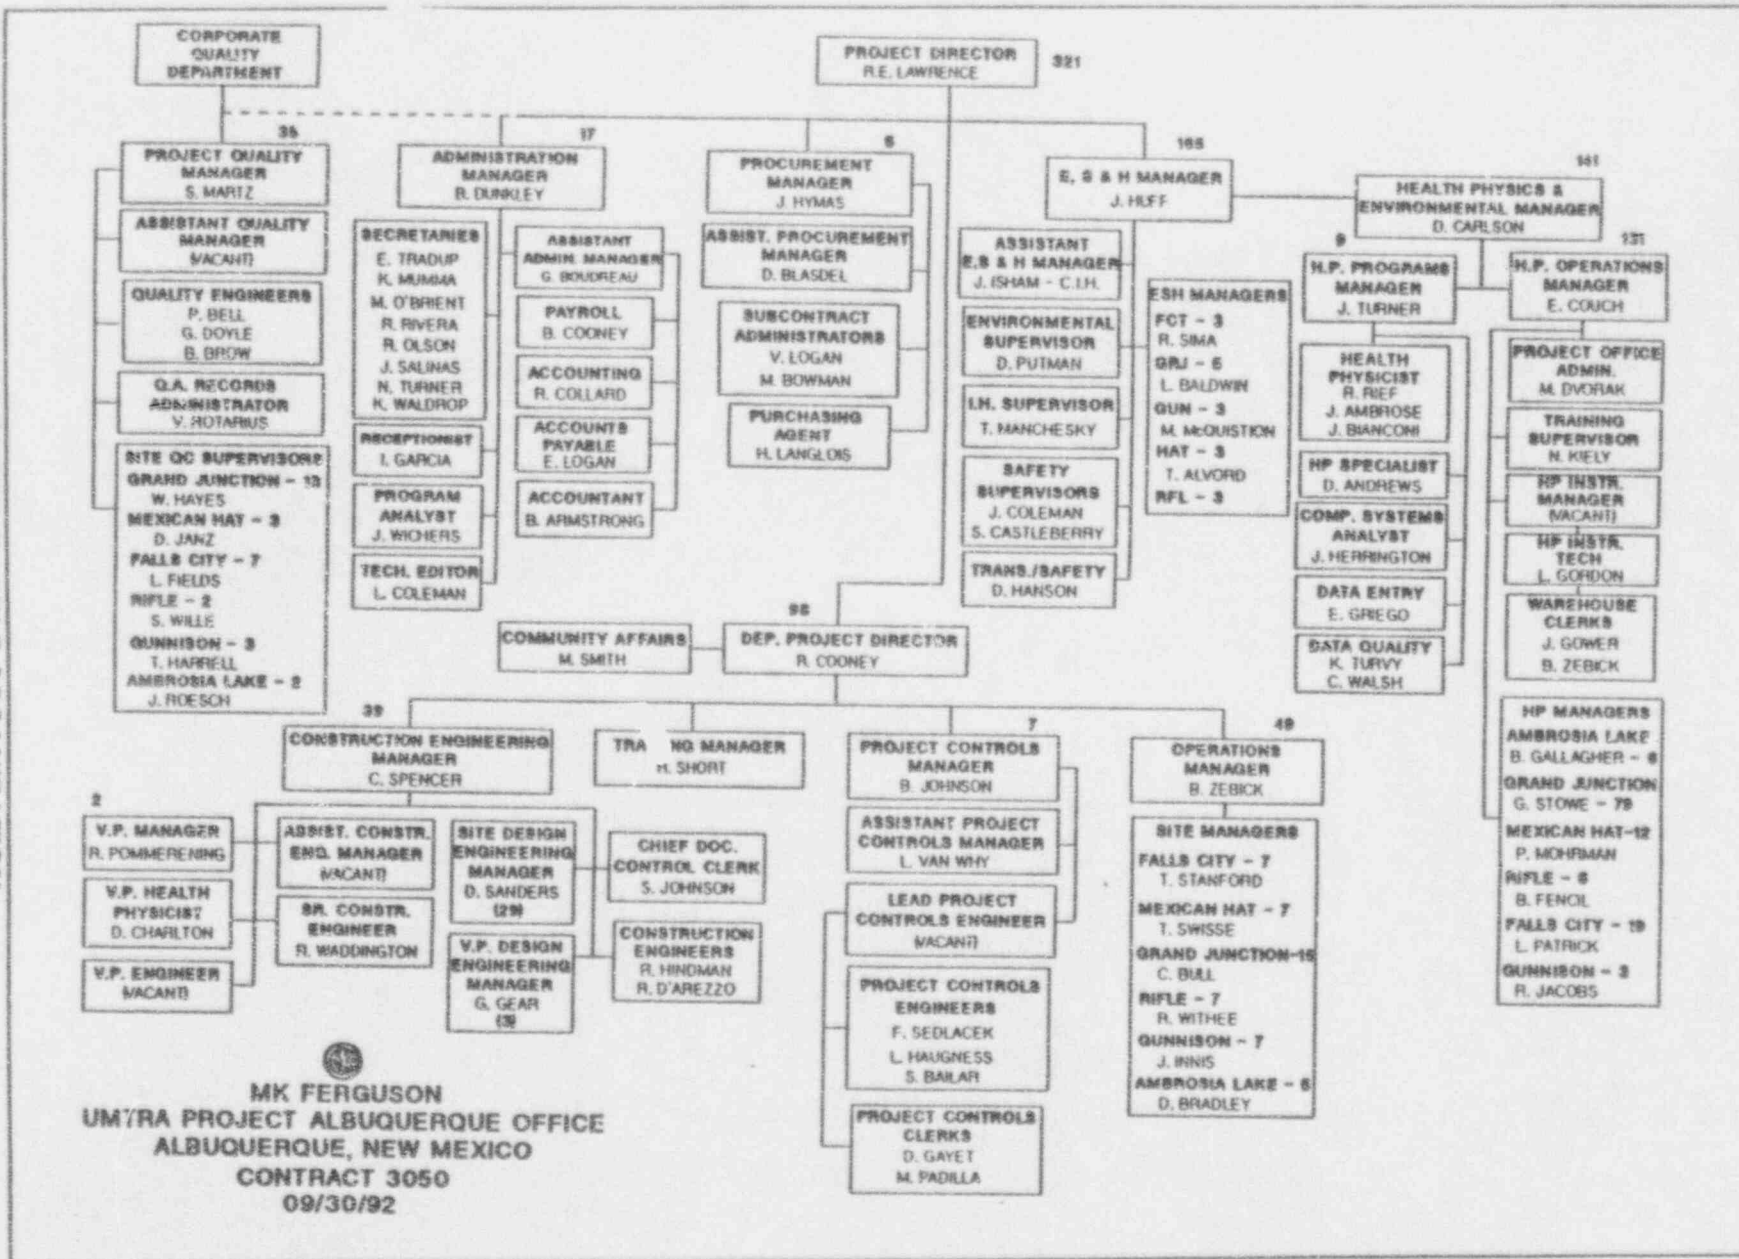 CORPORATE
QUALITY
DEPARTMENT
PROJECT DIRECTOR
R.E. LAWRENCE
321
PROJECT QUALITY
MANAGER
S. MARTZ
ASSISTANT QUALITY
MANAGER
(VACANT)
QUALITY ENGINEERS
P. BELL
G. DOYLE
B. BROW
Q.A. RECORDS
ADMINISTRATOR
V. ROTARIUS
SITE QC SUPERVISORS
GRAND JUNCTION -
W. HAYES
MEXICAN HAT - 3
D. JANZ
FALLS CITY - 7
L. FIELDS
RIFLE - 2
S. WILLE
GUNNISON - 3
T. HARRELL
AMBROSIA LAKE - 2
J. ROESCH
17
ADMINISTRATION
MANAGER
B. DUNKLEY
SECRETARIES
E. TRADUP
K. MUMMA
M. O'BRIENT
R. RIVERA
R. OLSON
J. SALINAS
N. TURNER
K. WALDROP
RECEPTIONIST
I. GARCIA
PROGRAM
ANALYST
J. WICHERS
TECH. EDITOR
L. COLEMAN
ASSISTANT
ADMIN. MANAGER
G. BOUDREAU
PAYROLL
B. COONEY
ACCOUNTING
R. COLLARD
ACCOUNTS
PAYABLE
E. LOGAN
ACCOUNTANT
B. ARMSTRONG
PROCUREMENT
MANAGER
J. HYMAS
ASSIST. PROCUREMENT
MANAGER
D. BLASDEL
SUBCONTRACT
ADMINISTRATORS
V. LOGAN
M. BOWMAN
PURCHASING
AGENT
H. LANGLOIS
165
E, S & H MANAGER
J. HUFF
ASSISTANT
E,S & H MANAGER
J. ISHAM - C.I.H.
ENVIRONMENTAL
SUPERVISOR
D. PUTMAN
I.H. SUPERVISOR
T. MANCHESKY
SAFETY
SUPERVISORS
J. COLEMAN
S. CASTLEBERRY
TRANS./SAFETY
D. HANSON
ESH MANAGERS
FCT - 3
R. SIMA
GRJ -
L. BALDWIN
GUN - 3
M. McQUISTION
HAT - 3
T. ALVORD
RFL - 3
141
HEALTH PHYSICS &
ENVIRONMENTAL MANAGER
D. CARLSON
9
H.P. PROGRAMS
MANAGER
J. TURNER
HEALTH
PHYSICIST
R. RIEF
J. AMBROSE
J. BIANCONI
HP SPECIALIST
D. ANDREWS
COMP. SYSTEMS
ANALYST
J. HERRINGTON
DATA ENTRY
E. GRIEGO
DATA QUALITY
K. TURVY
C. WALSH
131
H.P. OPERATIONS
MANAGER
E. COUCH
PROJECT OFFICE
ADMIN.
M. DVORAK
TRAINING
SUPERVISOR
N. KIELY
HP INSTR.
MANAGER
(VACANT)
HP INSTR.
TECH
L. GORDON
WAREHOUSE
CLERKS
J. GOWER
B. ZEBICK
HP MANAGERS
AMBROSIA LAKE
B. GALLAGHER -
GRAND JUNCTION
G. STOWE -
MEXICAN HAT-12
P. MOHRMAN
RIFLE -
B. FENOIL
FALLS CITY - 19
L. PATRICK
GUNNISON -
R. JACOBS
98
COMMUNITY AFFAIRS
M. SMITH
DEP. PROJECT DIRECTOR
R. COONEY
39
CONSTRUCTION ENGINEERING
MANAGER
C. SPENCER
TRA NG MANAGER
SHORT
7
PROJECT CONTROLS
MANAGER
B. JOHNSON
49
OPERATIONS
MANAGER
B. ZEBICK
2
V.P. MANAGER
R. POMMERENING
V.P. HEALTH
PHYSICIST
D. CHARLTON
V.P. ENGINEER
(VACANT)
ASSIST. CONSTR.
ENG. MANAGER
(VACANT)
SR. CONSTR.
ENGINEER
R. WADDINGTON
SITE DESIGN
ENGINEERING
MANAGER
D. SANDERS
(29)
V.P. DESIGN
ENGINEERING
MANAGER
G. GEAR
(3)
CHIEF DOC.
CONTROL CLERK
S. JOHNSON
CONSTRUCTION
ENGINEERS
R. HINDMAN
R. D'AREZZO
ASSISTANT PROJECT
CONTROLS MANAGER
L. VAN WHY
LEAD PROJECT
CONTROLS ENGINEER
(VACANT)
PROJECT CONTROLS
ENGINEERS
F. SEDLACEK
L. HAUGNESS
S. BAILAR
PROJECT CONTROLS
CLERKS
D. GAYET
M. PADILLA
SITE MANAGERS
FALLS CITY - 7
T. STANFORD
MEXICAN HAT - 7
T. SWISSE
GRAND JUNCTION-15
C. BULL
RIFLE - 7
R. WITHEE
GUNNISON - 7
J. INNIS
AMBROSIA LAKE -
D. BRADLEY
MK FERGUSON
UMTRA PROJECT ALBUQUERQUE OFFICE
ALBUQUERQUE, NEW MEXICO
CONTRACT 3050
09/30/92